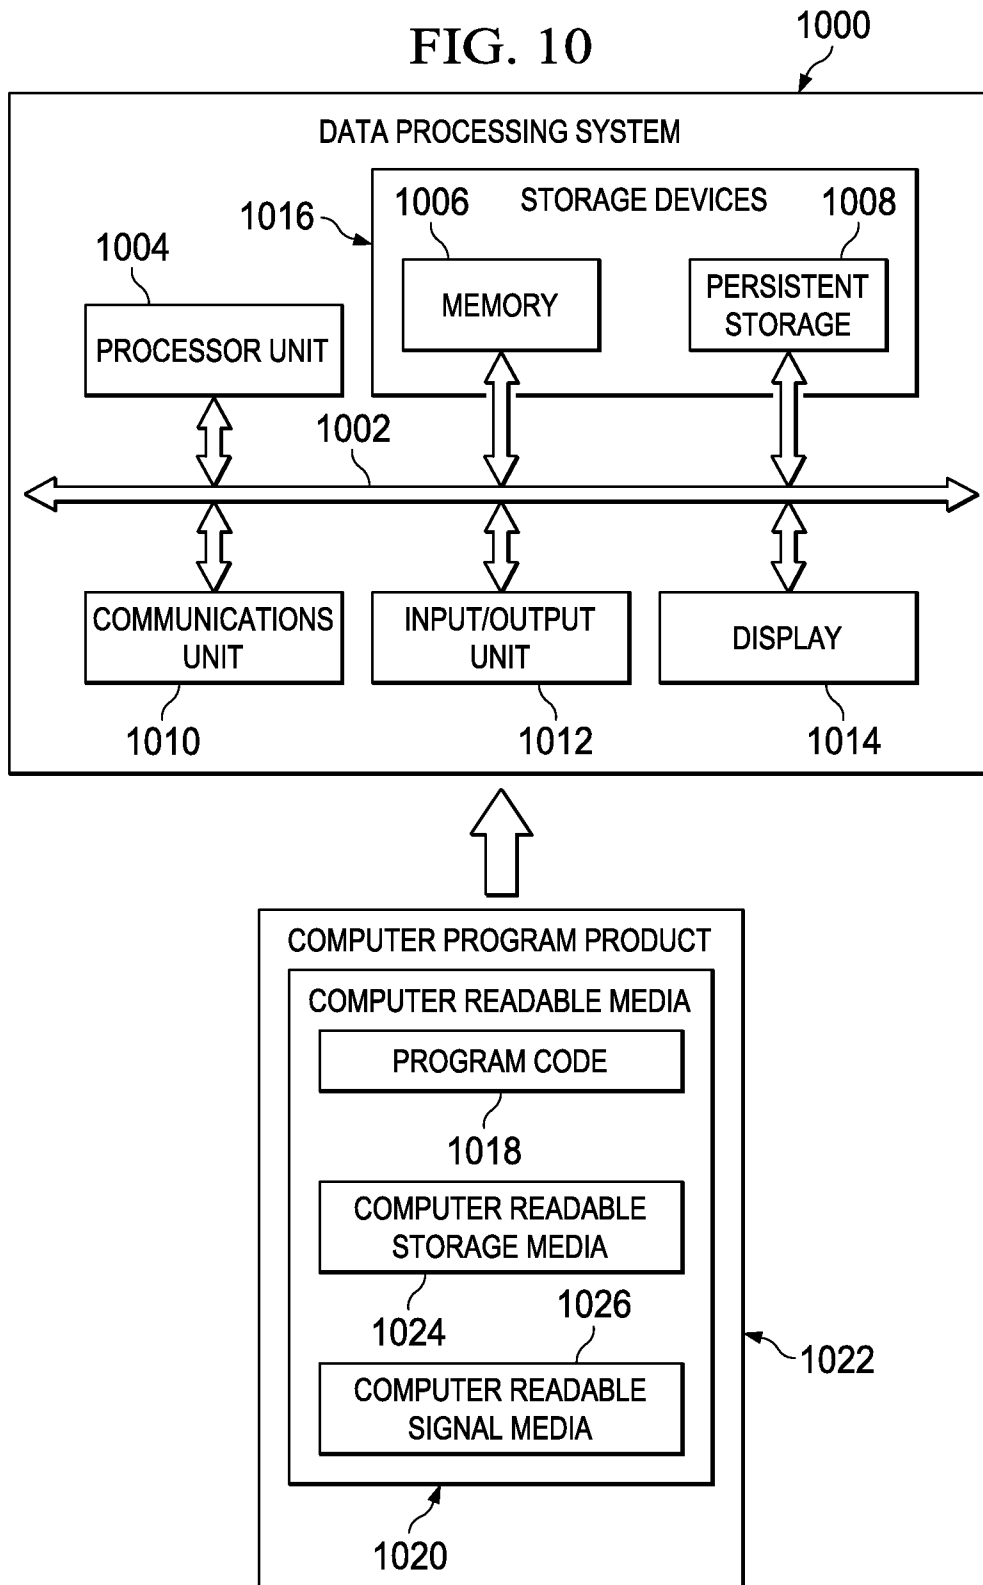 FIG. 10
1000
DATA PROCESSING SYSTEM
STORAGE DEVICES
1016
1006
1008
1004
MEMORY
PERSISTENT
STORAGE
PROCESSOR UNIT
1002
COMMUNICATIONS
UNIT
INPUT/OUTPUT
UNIT
DISPLAY
1010
1012
1014
COMPUTER PROGRAM PRODUCT
COMPUTER READABLE MEDIA
PROGRAM CODE
1018
COMPUTER READABLE
STORAGE MEDIA
1024
1026
1022
COMPUTER READABLE
SIGNAL MEDIA
1020